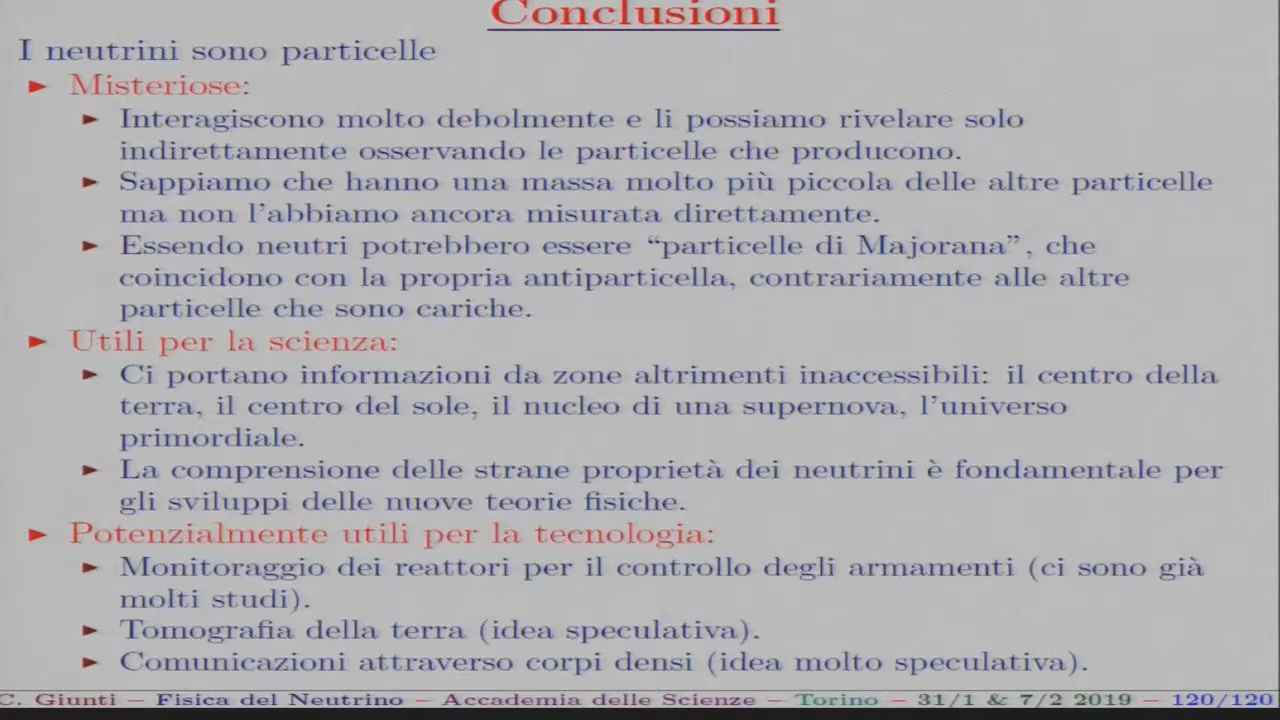 Conclusioni
I neutrini sono particelle
► Misteriose:
► Interagiscono molto debolmente e li possiamo rivelare solo
indirettamente osservando le particelle che producono.
► Sappiamo che hanno una massa molto più piccola delle altre particelle
ma non l'abbiamo ancora misurata direttamente.
► Essendo neutri potrebbero essere “particelle di Majorana”, che
coincidono con la propria antiparticella, contrariamente alle altre
particelle che sono cariche.
► Utili per la scienza:
► Ci portano informazioni da zone altrimenti inaccessibili: il centro della
terra, il centro del sole, il nucleo di una supernova, l'universo
primordiale.
► La comprensione delle strane proprietà dei neutrini è fondamentale per
gli sviluppi delle nuove teorie fisiche.
► Potenzialmente utili per la tecnologia:
► Monitoraggio dei reattori per il controllo degli armamenti (ci sono già
molti studi).
► Tomografia della terra (idea speculativa).
► Comunicazioni attraverso corpi densi (idea molto speculativa).
C. Giunti − Fisica del Neutrino − Accademia delle Scienze − Torino − 31/1 & 7/2 2019 − 120/120